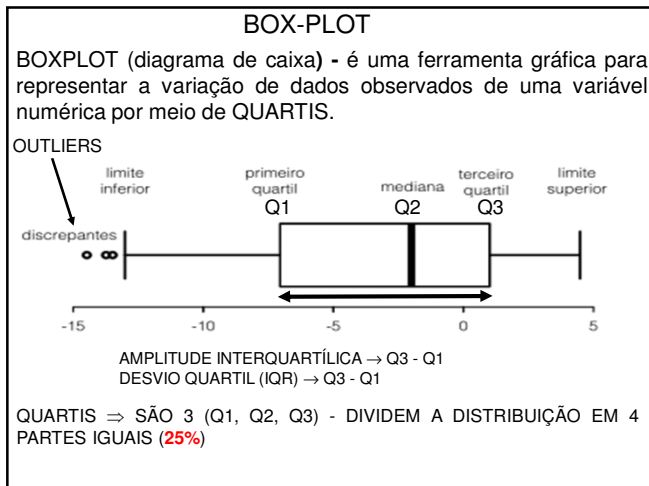 BOX-PLOT
BOXPLOT (diagrama de caixa) - é uma ferramenta gráfica para
representar a variação de dados observados de uma variável
numérica por meio de QUARTIS.
OUTLIERS
limite inferior
primeiro quartil
mediana
terceiro quartil
limite superior
Q1 Q2 Q3
discrepantes
-15 -10 -5 0 5
AMPLITUDE INTERQUARTÍLICA → Q3 - Q1
DESVIO QUARTIL (IQR) → Q3 - Q1
QUARTIS ⇒ SÃO 3 (Q1, Q2, Q3) - DIVIDEM A DISTRIBUIÇÃO EM 4
PARTES IGUAIS (25%)